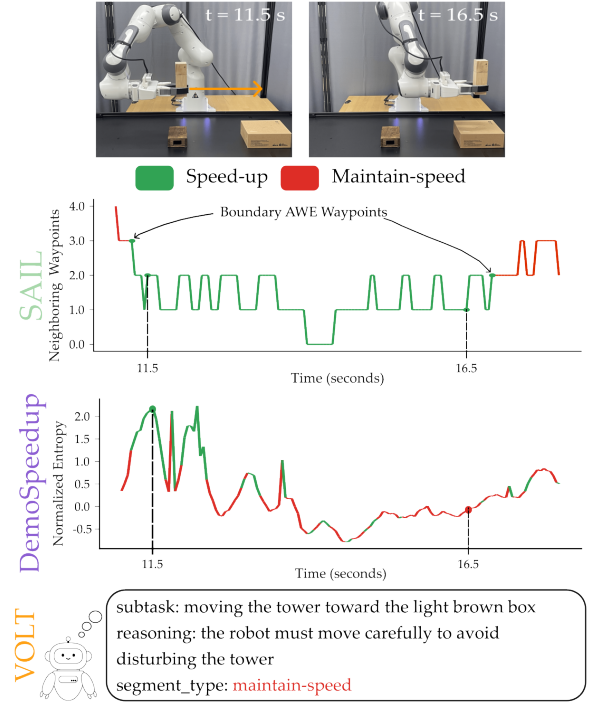 t = 11.5 s
t = 16.5 s
Speed-up
Maintain-speed
SAIL
Neighboring Waypoints
4.0
3.0
2.0
1.0
0.0
Boundary AWE Waypoints
11.5
16.5
Time (seconds)
DemoSpeedup
Normalized Entropy
2.0
1.5
1.0
0.5
0.0
-0.5
11.5
16.5
Time (seconds)
VOLT
subtask: moving the tower toward the light brown box
reasoning: the robot must move carefully to avoid
disturbing the tower
segment_type: maintain-speed